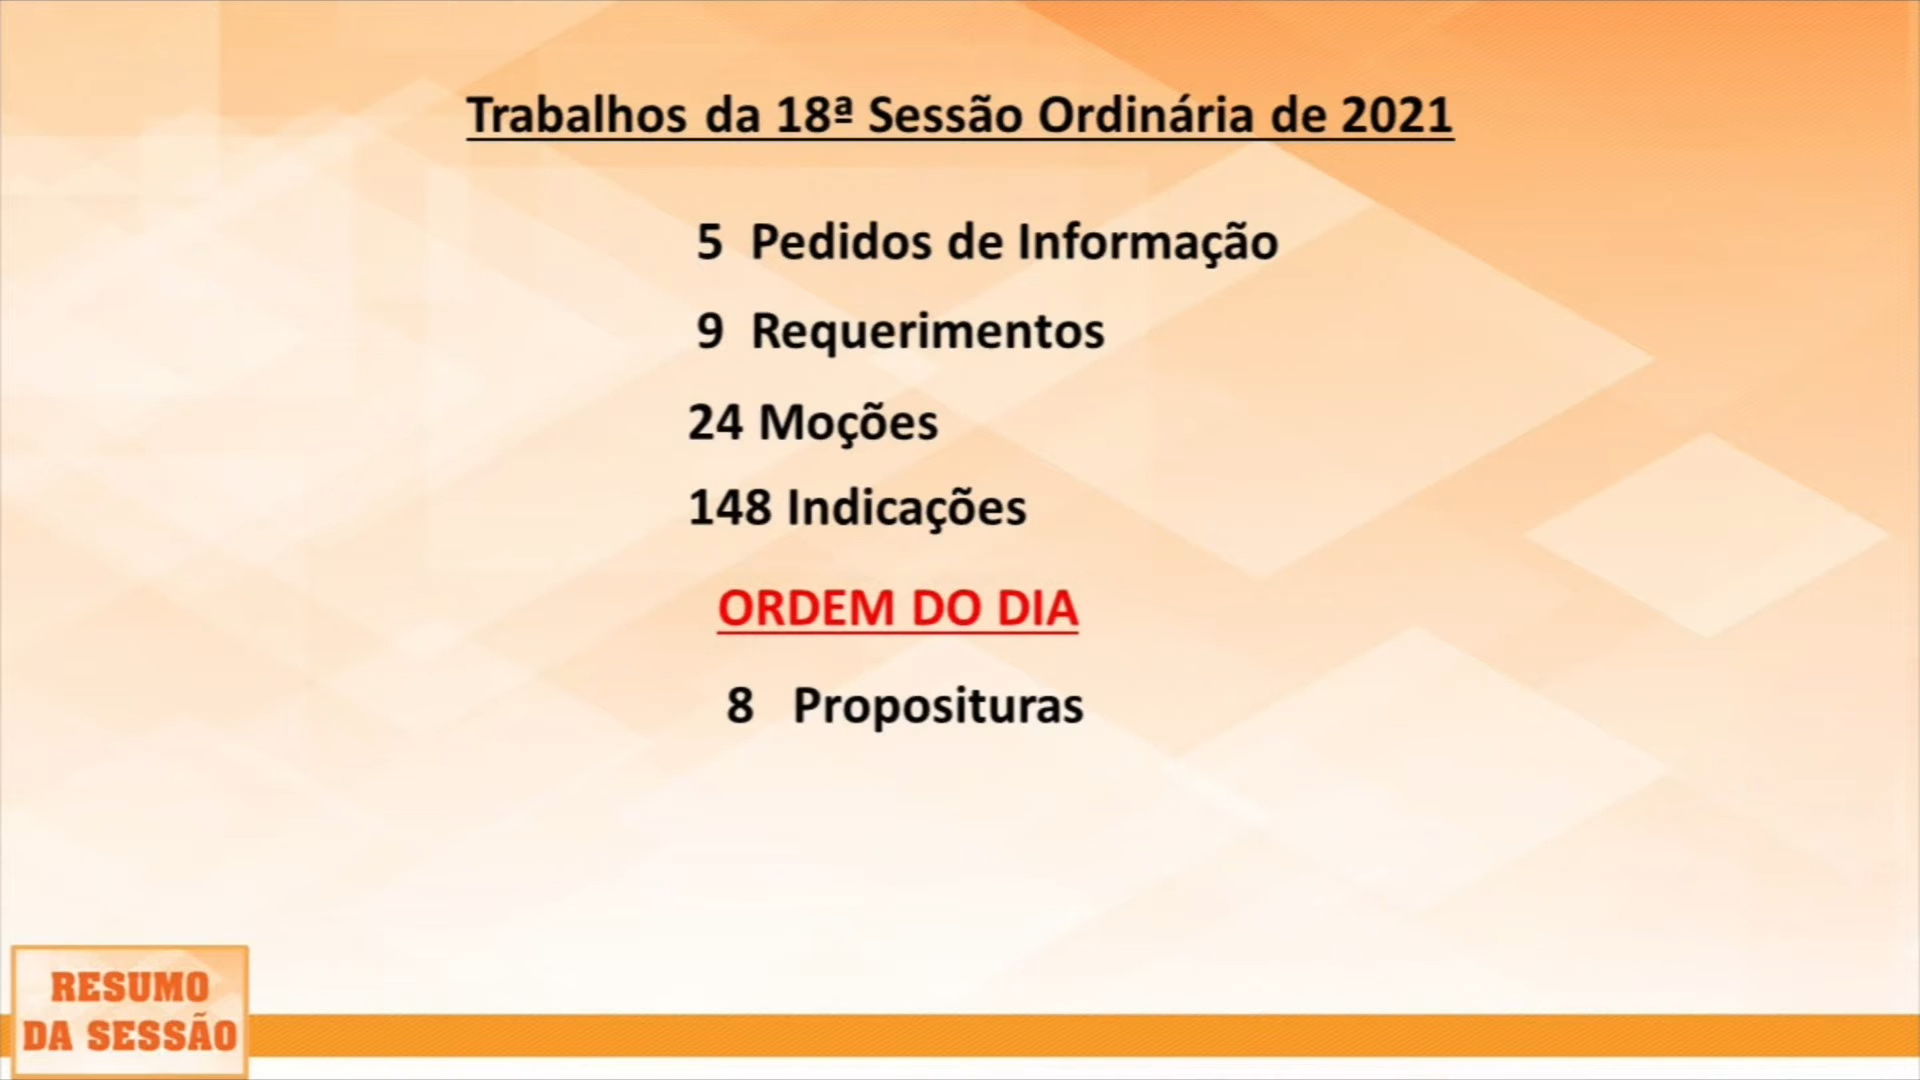 Trabalhos da 18ª Sessão Ordinária de 2021
5 Pedidos de Informação
9 Requerimentos
24 Moções
148 Indicações
ORDEM DO DIA
8 Proposituras
RESUMO
DA SESSÃO